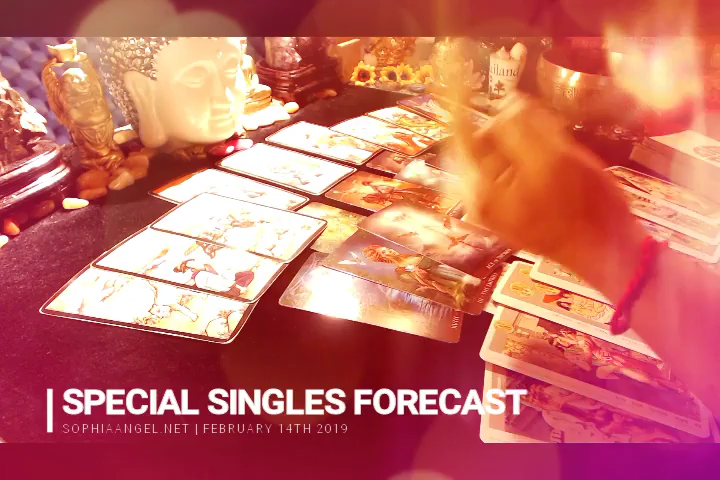 SPECIAL SINGLES FORECAST
SOPHIAANGEL.NET | FEBRUARY 14TH 2019